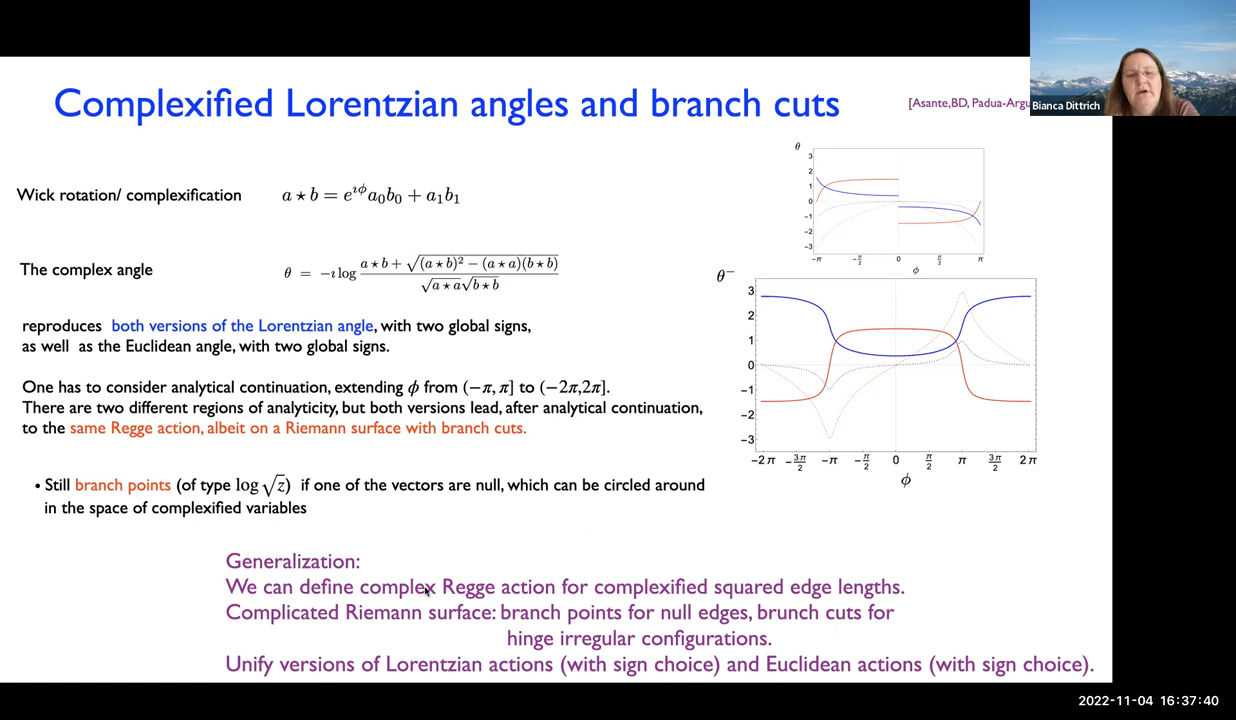 Complexified Lorentzian angles and branch cuts
[Asante,BD, Padua-Argu
Bianca Dittrich
Wick rotation/ complexification a ⋆ b = e^{ıϕ} a_0 b_0 + a_1 b_1
The complex angle θ = −ı log \frac{a ⋆ b + \sqrt{(a ⋆ b)^2 − (a ⋆ a)(b ⋆ b)}}{\sqrt{a ⋆ a}\sqrt{b ⋆ b}}
reproduces both versions of the Lorentzian angle, with two global signs,
as well as the Euclidean angle, with two global signs.
One has to consider analytical continuation, extending ϕ from (−π, π] to (−2π,2π].
There are two different regions of analyticity, but both versions lead, after analytical continuation,
to the same Regge action, albeit on a Riemann surface with branch cuts.
• Still branch points (of type log √z) if one of the vectors are null, which can be circled around
in the space of complexified variables
θ
3
2
1
0
−1
−2
−3
−π −π/2 0 π/2 π
ϕ
θ⁻
3
2
1
0
−1
−2
−3
−2π −3π/2 −π −π/2 0 π/2 π 3π/2 2π
ϕ
Generalization:
We can define complex Regge action for complexified squared edge lengths.
Complicated Riemann surface: branch points for null edges, brunch cuts for
hinge irregular configurations.
Unify versions of Lorentzian actions (with sign choice) and Euclidean actions (with sign choice).
2022-11-04 16:37:40